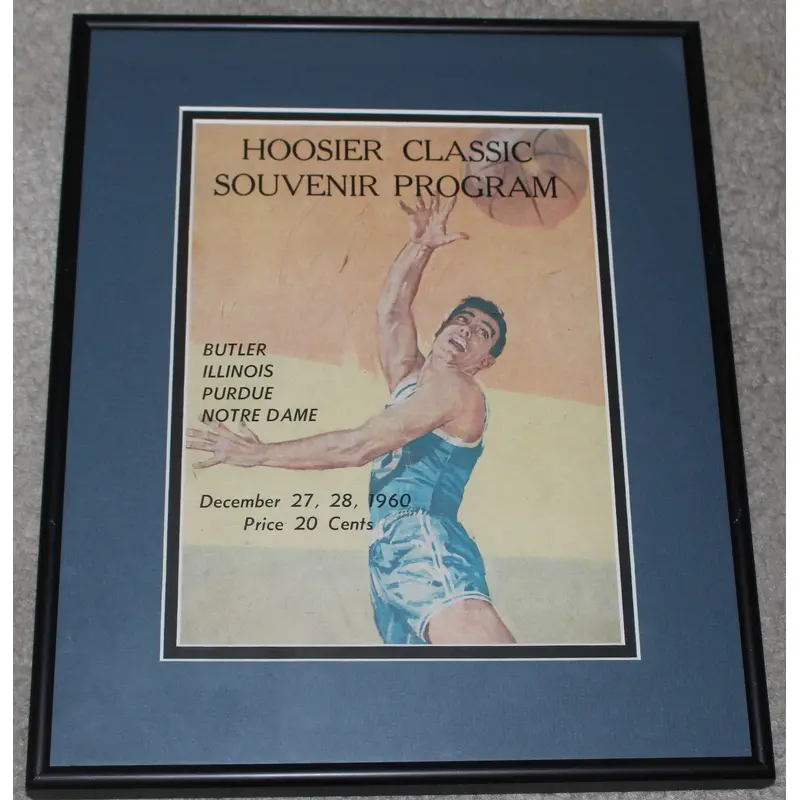 HOOSIER CLASSIC
SOUVENIR PROGRAM
BUTLER
ILLINOIS
PURDUE
NOTRE DAME
December 27, 28, 1960
Price 20 Cents